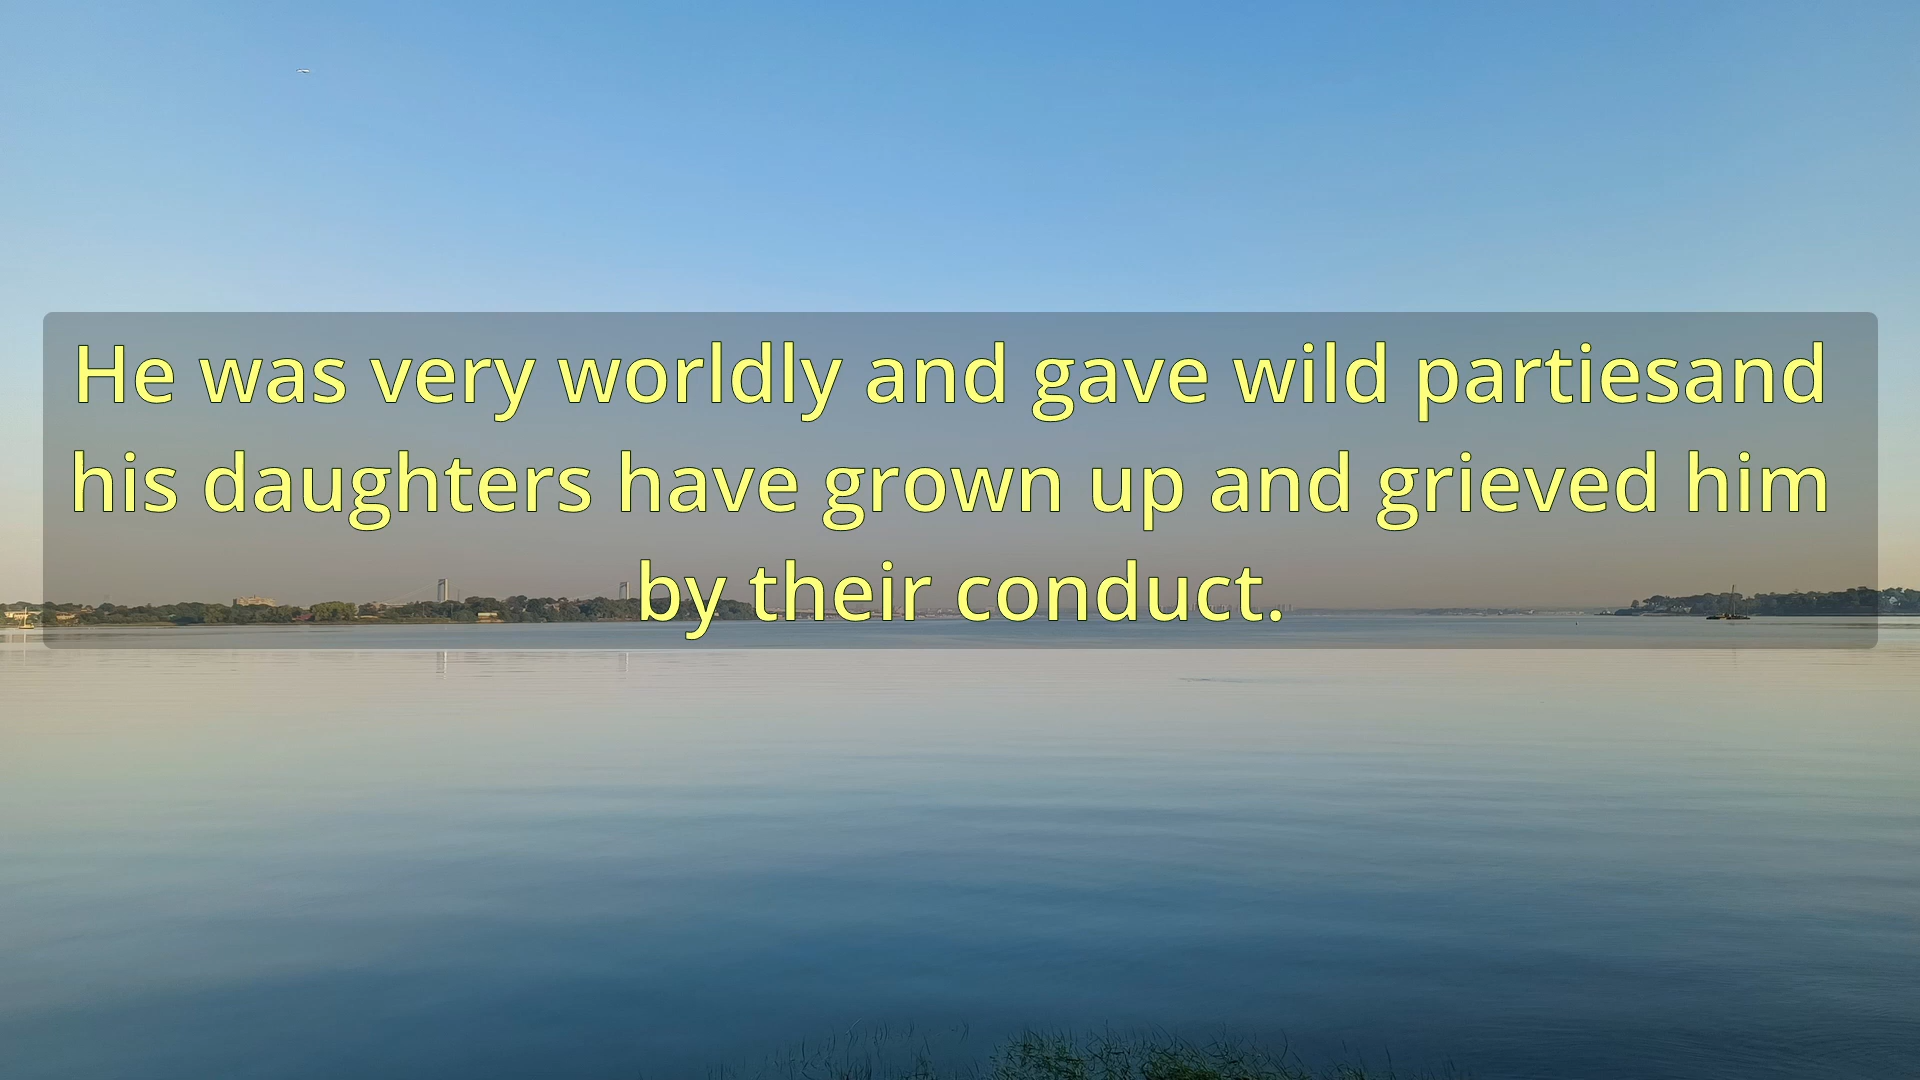 He was very worldly and gave wild partiesand
his daughters have grown up and grieved him
by their conduct.